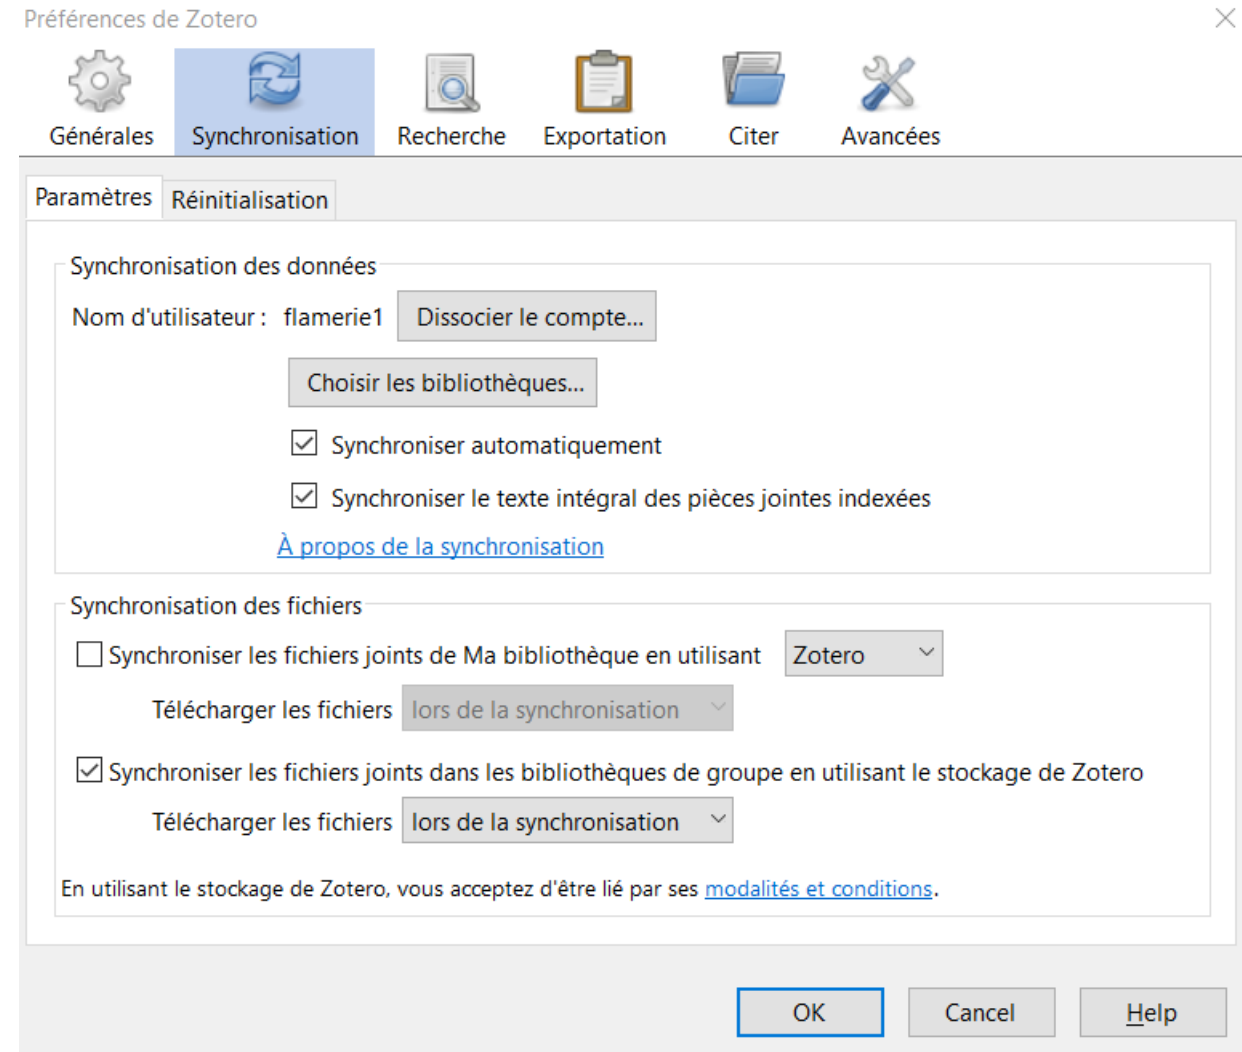 Préférences de Zotero
Générales Synchronisation Recherche Exportation Citer Avancées
Paramètres Réinitialisation
Synchronisation des données
Nom d'utilisateur : flamerie1 Dissocier le compte...
Choisir les bibliothèques...
Synchroniser automatiquement
Synchroniser le texte intégral des pièces jointes indexées
À propos de la synchronisation
Synchronisation des fichiers
Synchroniser les fichiers joints de Ma bibliothèque en utilisant Zotero
Télécharger les fichiers lors de la synchronisation
Synchroniser les fichiers joints dans les bibliothèques de groupe en utilisant le stockage de Zotero
Télécharger les fichiers lors de la synchronisation
En utilisant le stockage de Zotero, vous acceptez d'être lié par ses modalités et conditions.
OK Cancel Help